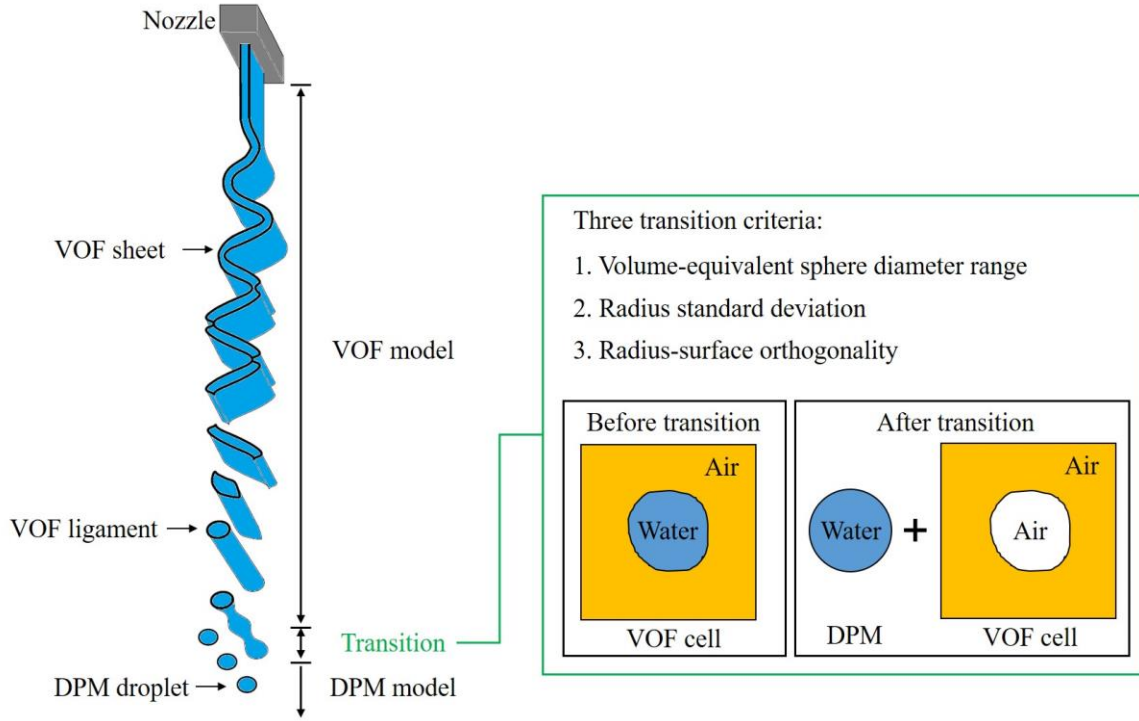 Nozzle
VOF sheet
VOF model
VOF ligament
Transition
DPM droplet
DPM model
Three transition criteria:
1. Volume-equivalent sphere diameter range
2. Radius standard deviation
3. Radius-surface orthogonality
Before transition
Air
Water
VOF cell
After transition
Water
+
Air
Air
DPM
VOF cell